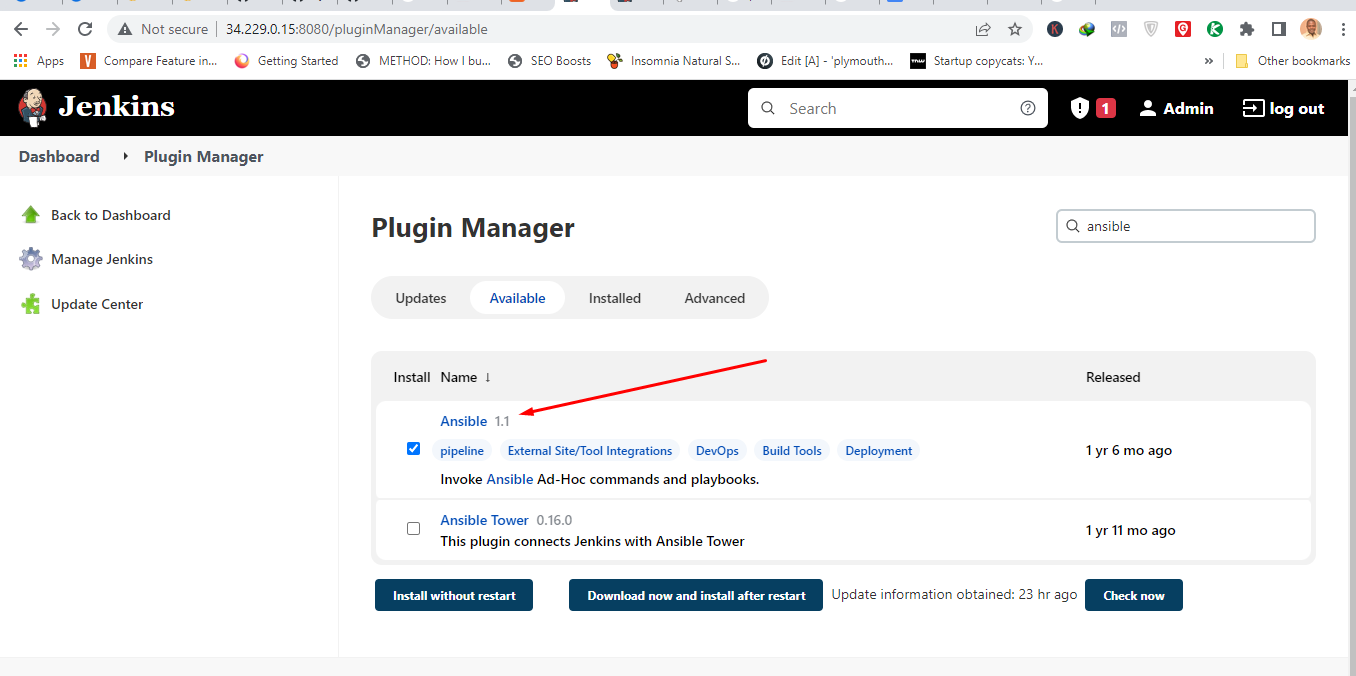 Not secure 34.229.0.15:8080/pluginManager/available
Apps Compare Feature in... Getting Started METHOD: How I bu... SEO Boosts Insomnia Natural S... Edit [A] - 'plymouth... Startup copycats: Y... » Other bookmarks
Jenkins Search 1 Admin log out
Dashboard Plugin Manager
Back to Dashboard
Manage Jenkins
Update Center
Plugin Manager ansible
Updates Available Installed Advanced
Install Name ↓ Released
Ansible 1.1
pipeline External Site/Tool Integrations DevOps Build Tools Deployment 1 yr 6 mo ago
Invoke Ansible Ad-Hoc commands and playbooks.
Ansible Tower 0.16.0
This plugin connects Jenkins with Ansible Tower 1 yr 11 mo ago
Install without restart Download now and install after restart Update information obtained: 23 hr ago Check now